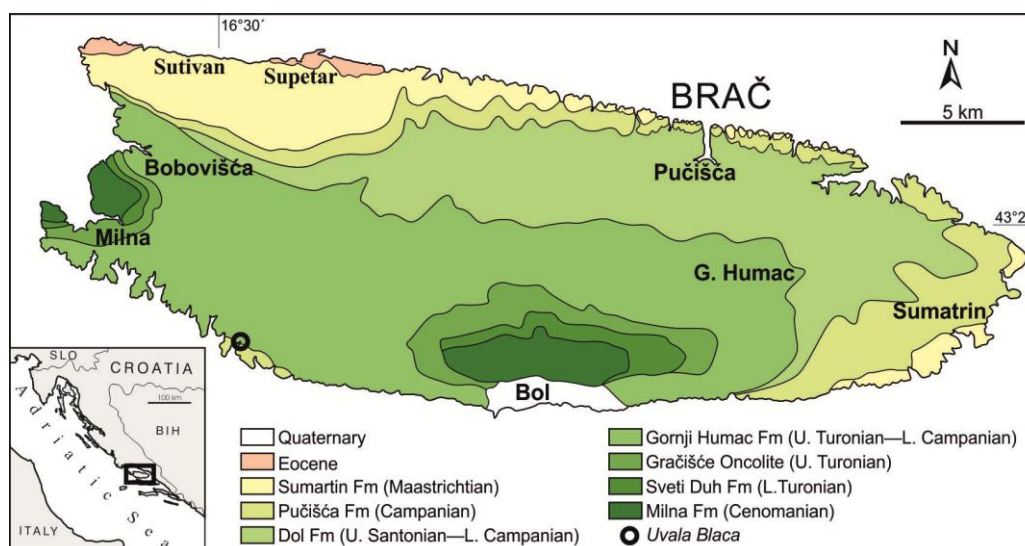 16°30´
N
5 km
BRAČ
Sutivan
Supetar
Pučišča
Bobovišća
Milna
43°2
G. Humac
Sumatrin
Bol
SLO
CROATIA
100 km
BIH
Adriatic Sea
ITALY
Quaternary
Eocene
Sumartin Fm (Maastrichtian)
Pučišća Fm (Campanian)
Dol Fm (U. Santonian—L. Campanian)
Gornji Humac Fm (U. Turonian—L. Campanian)
Gračišće Oncolite (U. Turonian)
Sveti Duh Fm (L.Turonian)
Milna Fm (Cenomanian)
Uvala Blaca